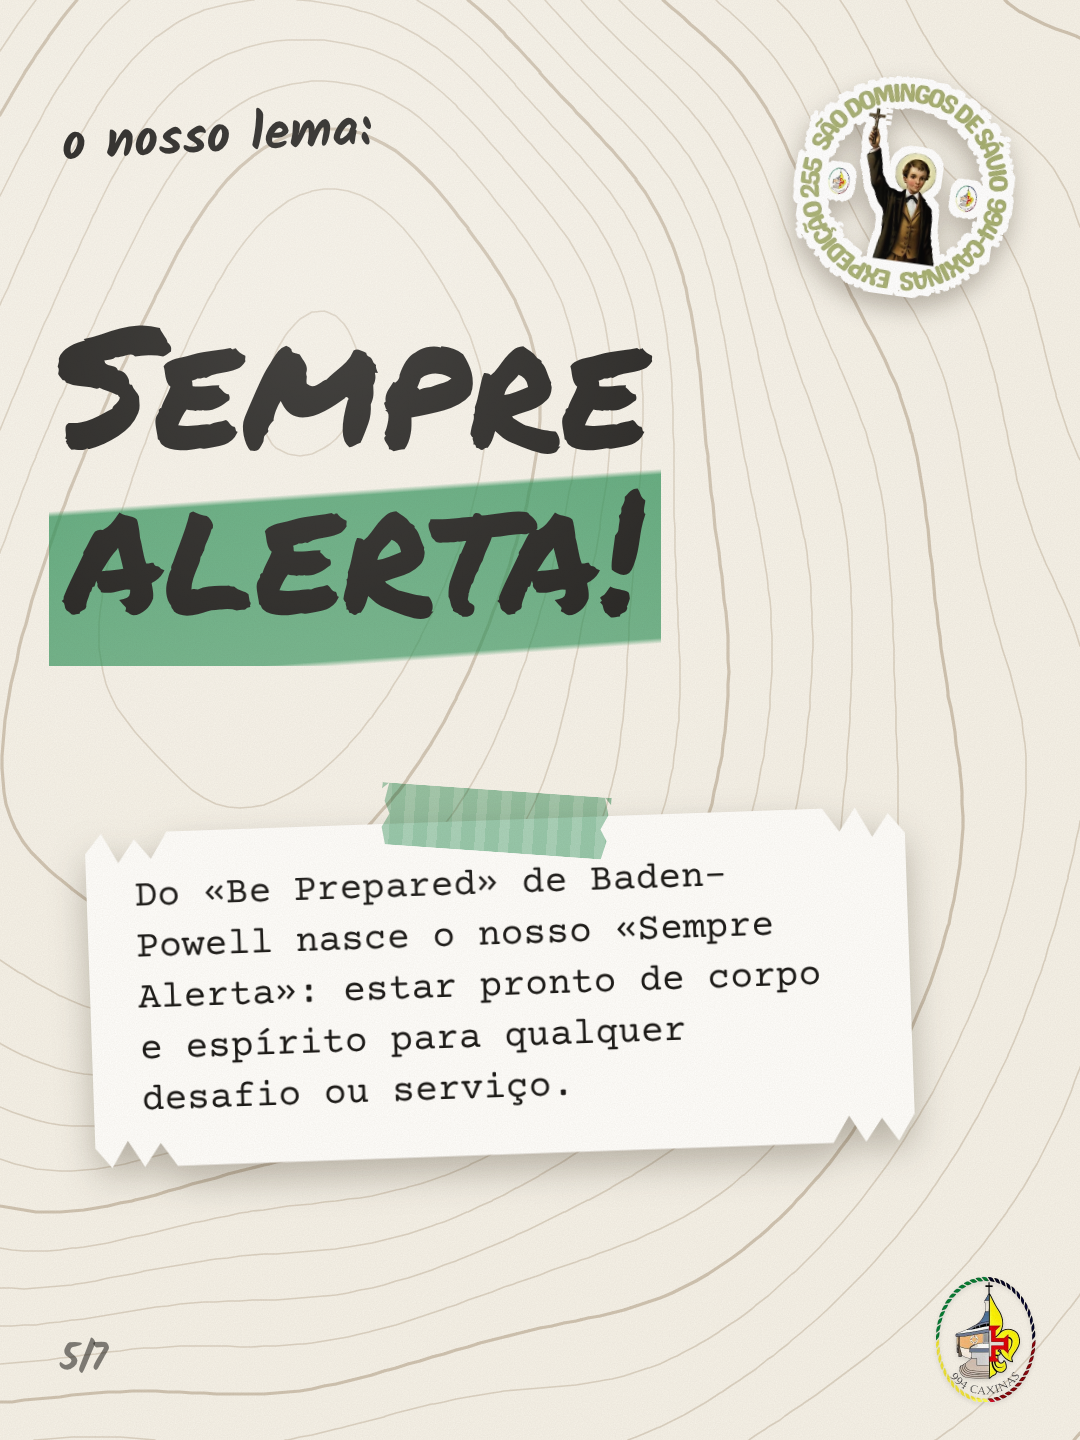 o nosso lema:
SÃO DOMINGOS DE SÁVIO 994-CAXINAS EXPEDIÇÃO 255
SEMPRE
ALERTA!
Do «Be Prepared» de Baden-
Powell nasce o nosso «Sempre
Alerta»: estar pronto de corpo
e espírito para qualquer
desafio ou serviço.
5/7
994 CAXINAS